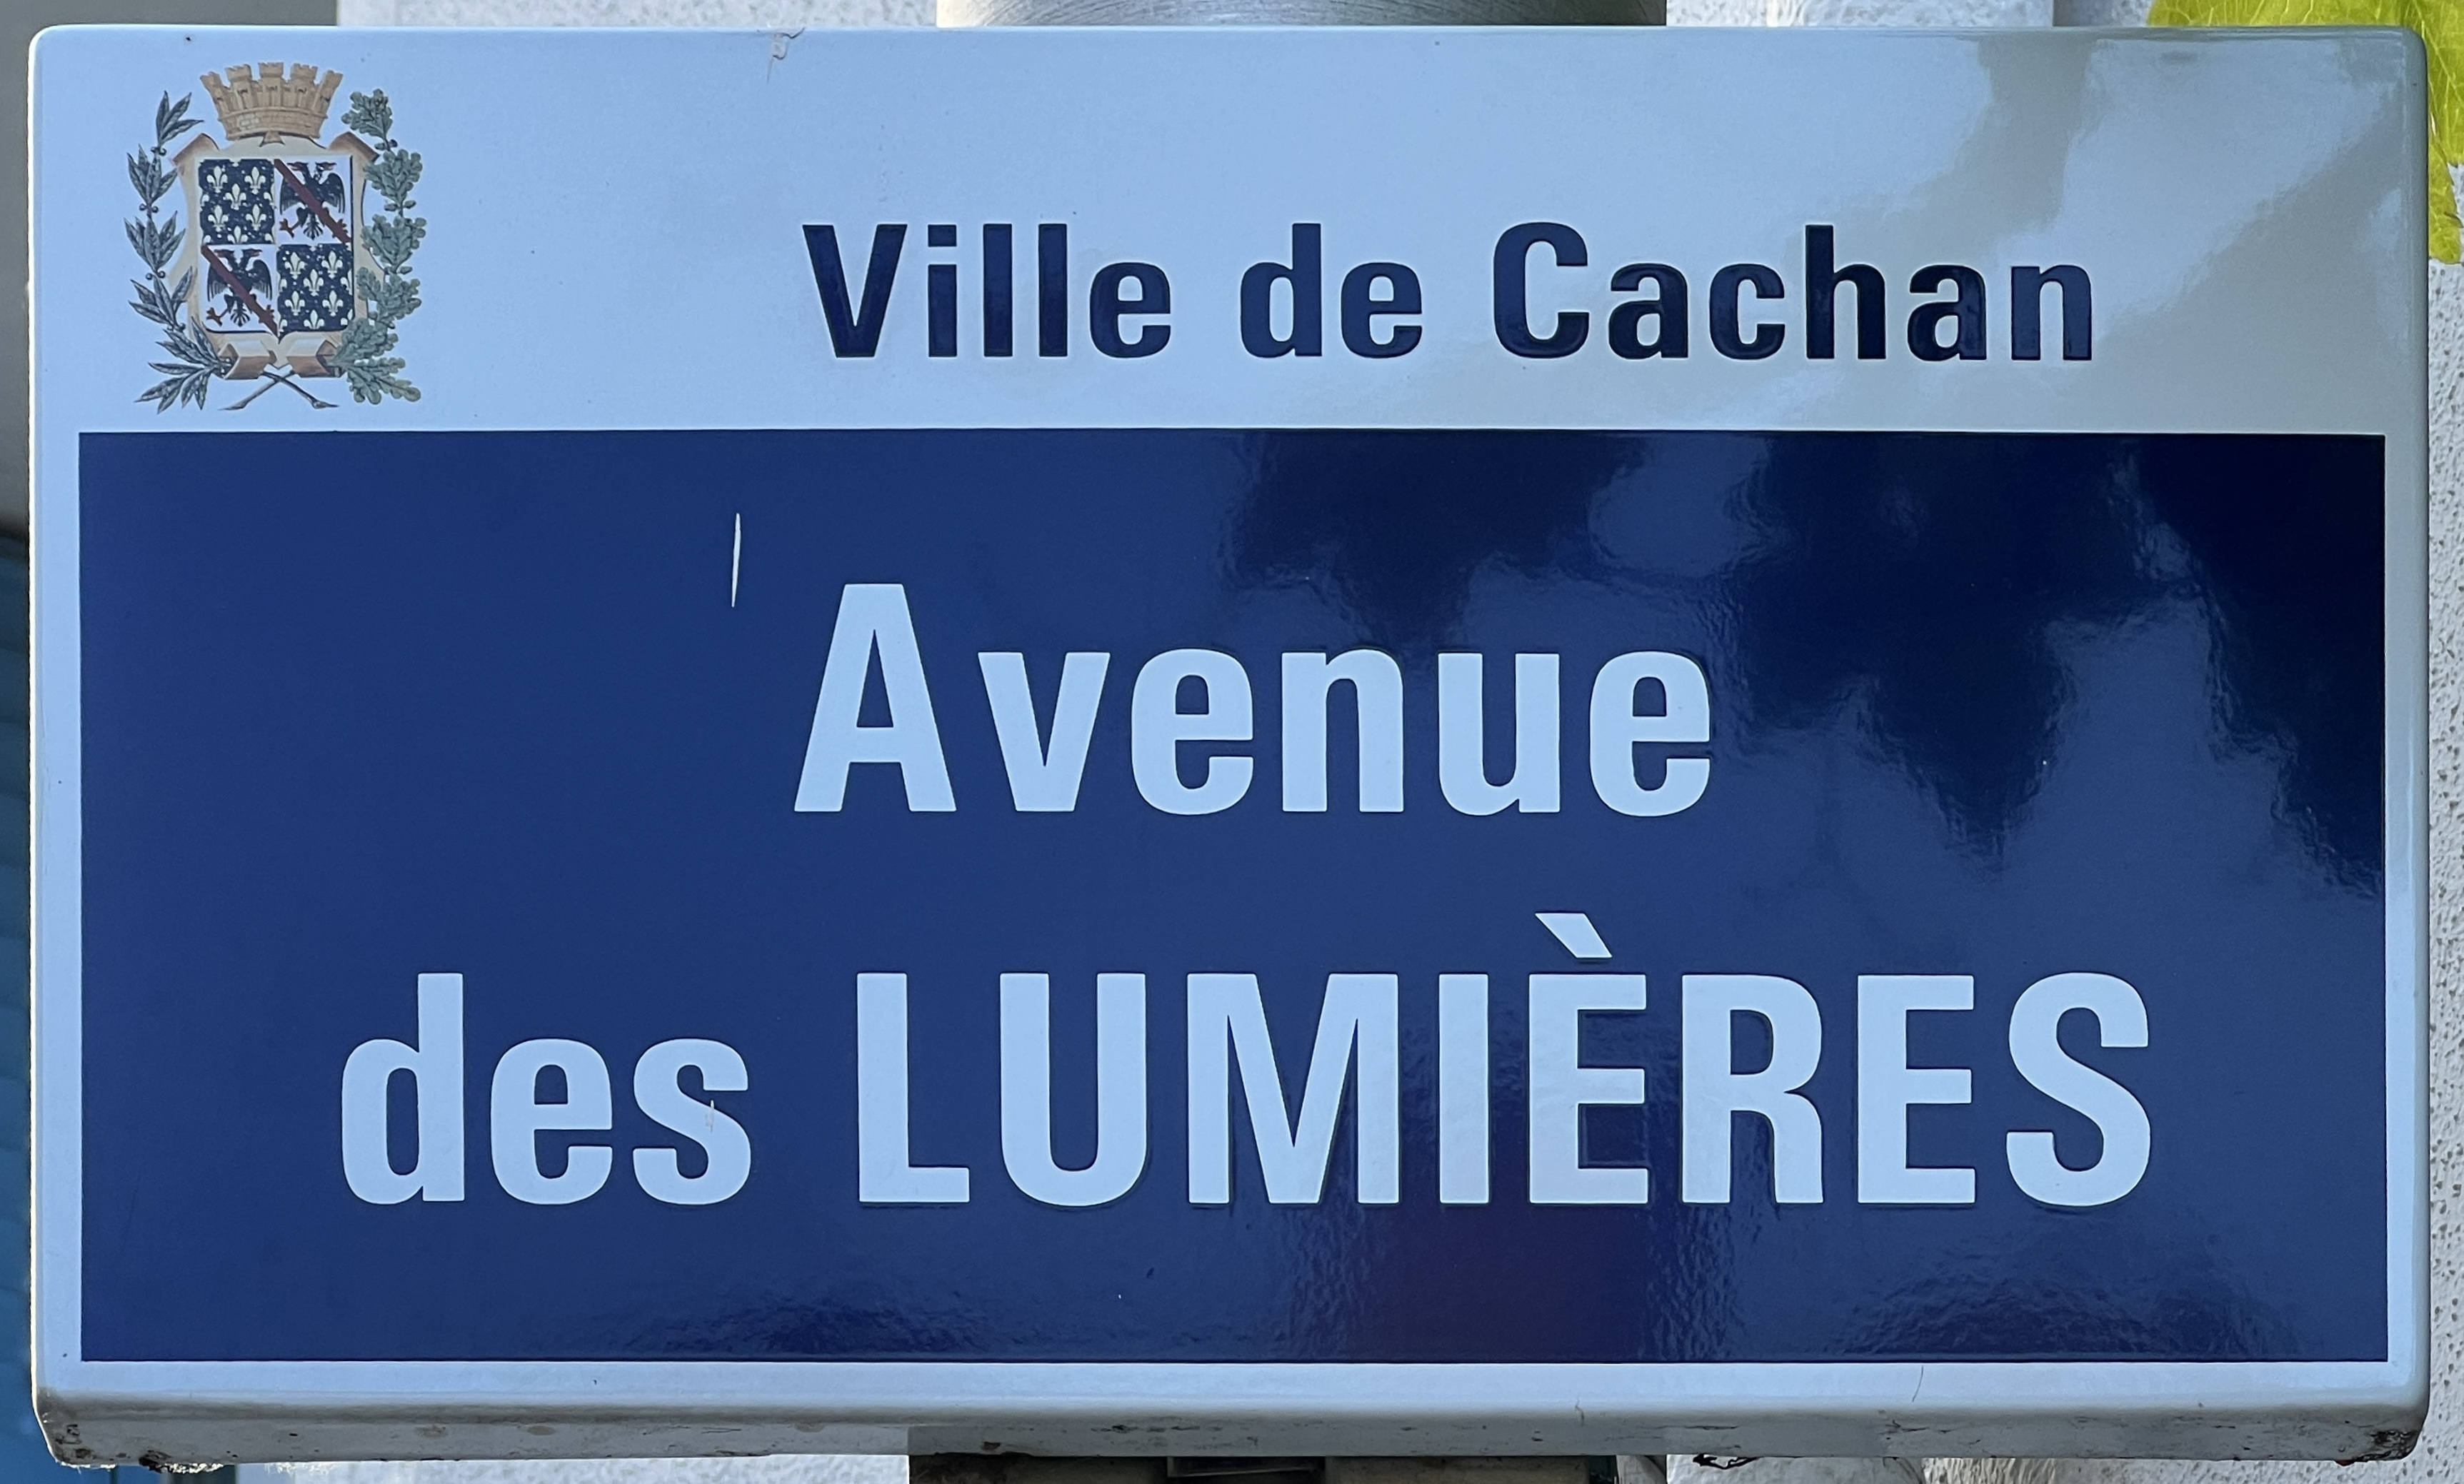 Ville de Cachan
Avenue
des LUMIÈRES